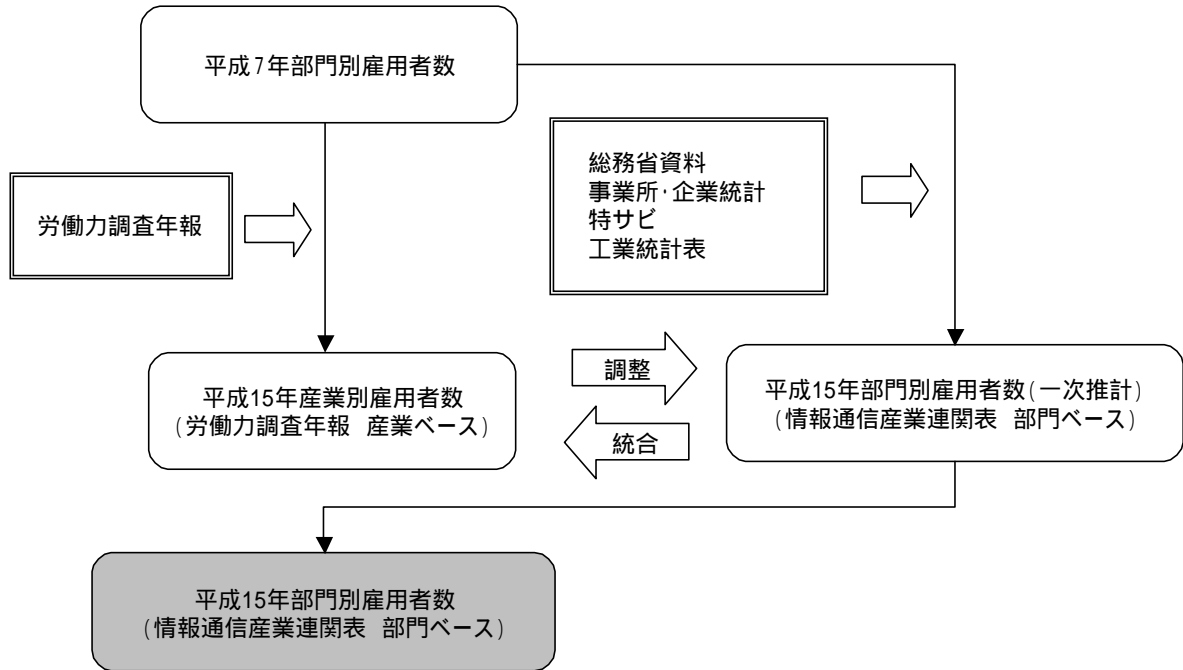 平成7年部門別雇用者数
総務省資料
事業所・企業統計
特サビ
工業統計表
労働力調査年報
平成15年産業別雇用者数
(労働力調査年報 産業ベース)
調整
統合
平成15年部門別雇用者数(一次推計)
(情報通信産業連関表 部門ベース)
平成15年部門別雇用者数
(情報通信産業連関表 部門ベース)